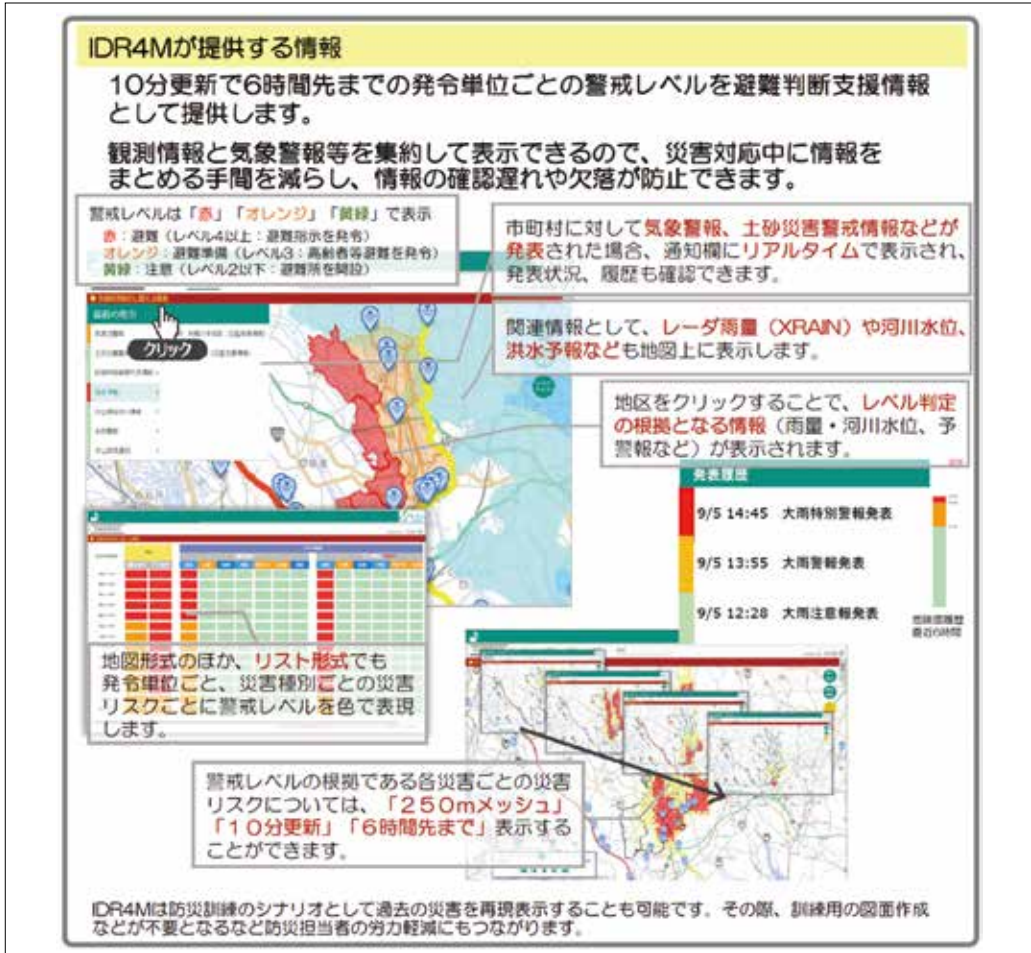 IDR4Mが提供する情報
10分更新で6時間先までの発令単位ごとの警戒レベルを避難判断支援情報
として提供します。
観測情報と気象警報等を集約して表示できるので、災害対応中に情報を
まとめる手間を減らし、情報の確認遅れや欠落が防止できます。
警戒レベルは「赤」「オレンジ」「黄緑」で表示
赤：避難（レベル4以上：避難指示を発令）
オレンジ：避難準備（レベル3：高齢者等避難を発令）
黄緑：注意（レベル2以下：避難所を開設）
市町村に対して気象警報、土砂災害警戒情報などが
発表された場合、通知欄にリアルタイムで表示され、
発表状況、履歴も確認できます。
クリック
関連情報として、レーダ雨量（XRAIN）や河川水位、
洪水予報なども地図上に表示します。
地区をクリックすることで、レベル判定
の根拠となる情報（雨量・河川水位、予
警報など）が表示されます。
発表履歴
9/5 14:45 大雨特別警報発表
9/5 13:55 大雨警報発表
9/5 12:28 大雨注意報発表
直近6時間
地図形式のほか、リスト形式でも
発令単位ごと、災害種別ごとの災害
リスクごとに警戒レベルを色で表現
します。
警戒レベルの根拠である各災害ごとの災害
リスクについては、「250mメッシュ」
「10分更新」「6時間先まで」表示する
ことができます。
IDR4Mは防災訓練のシナリオとして過去の災害を再現表示することも可能です。その際、訓練用の図面作成
などが不要となるなど防災担当者の労力軽減にもつながります。